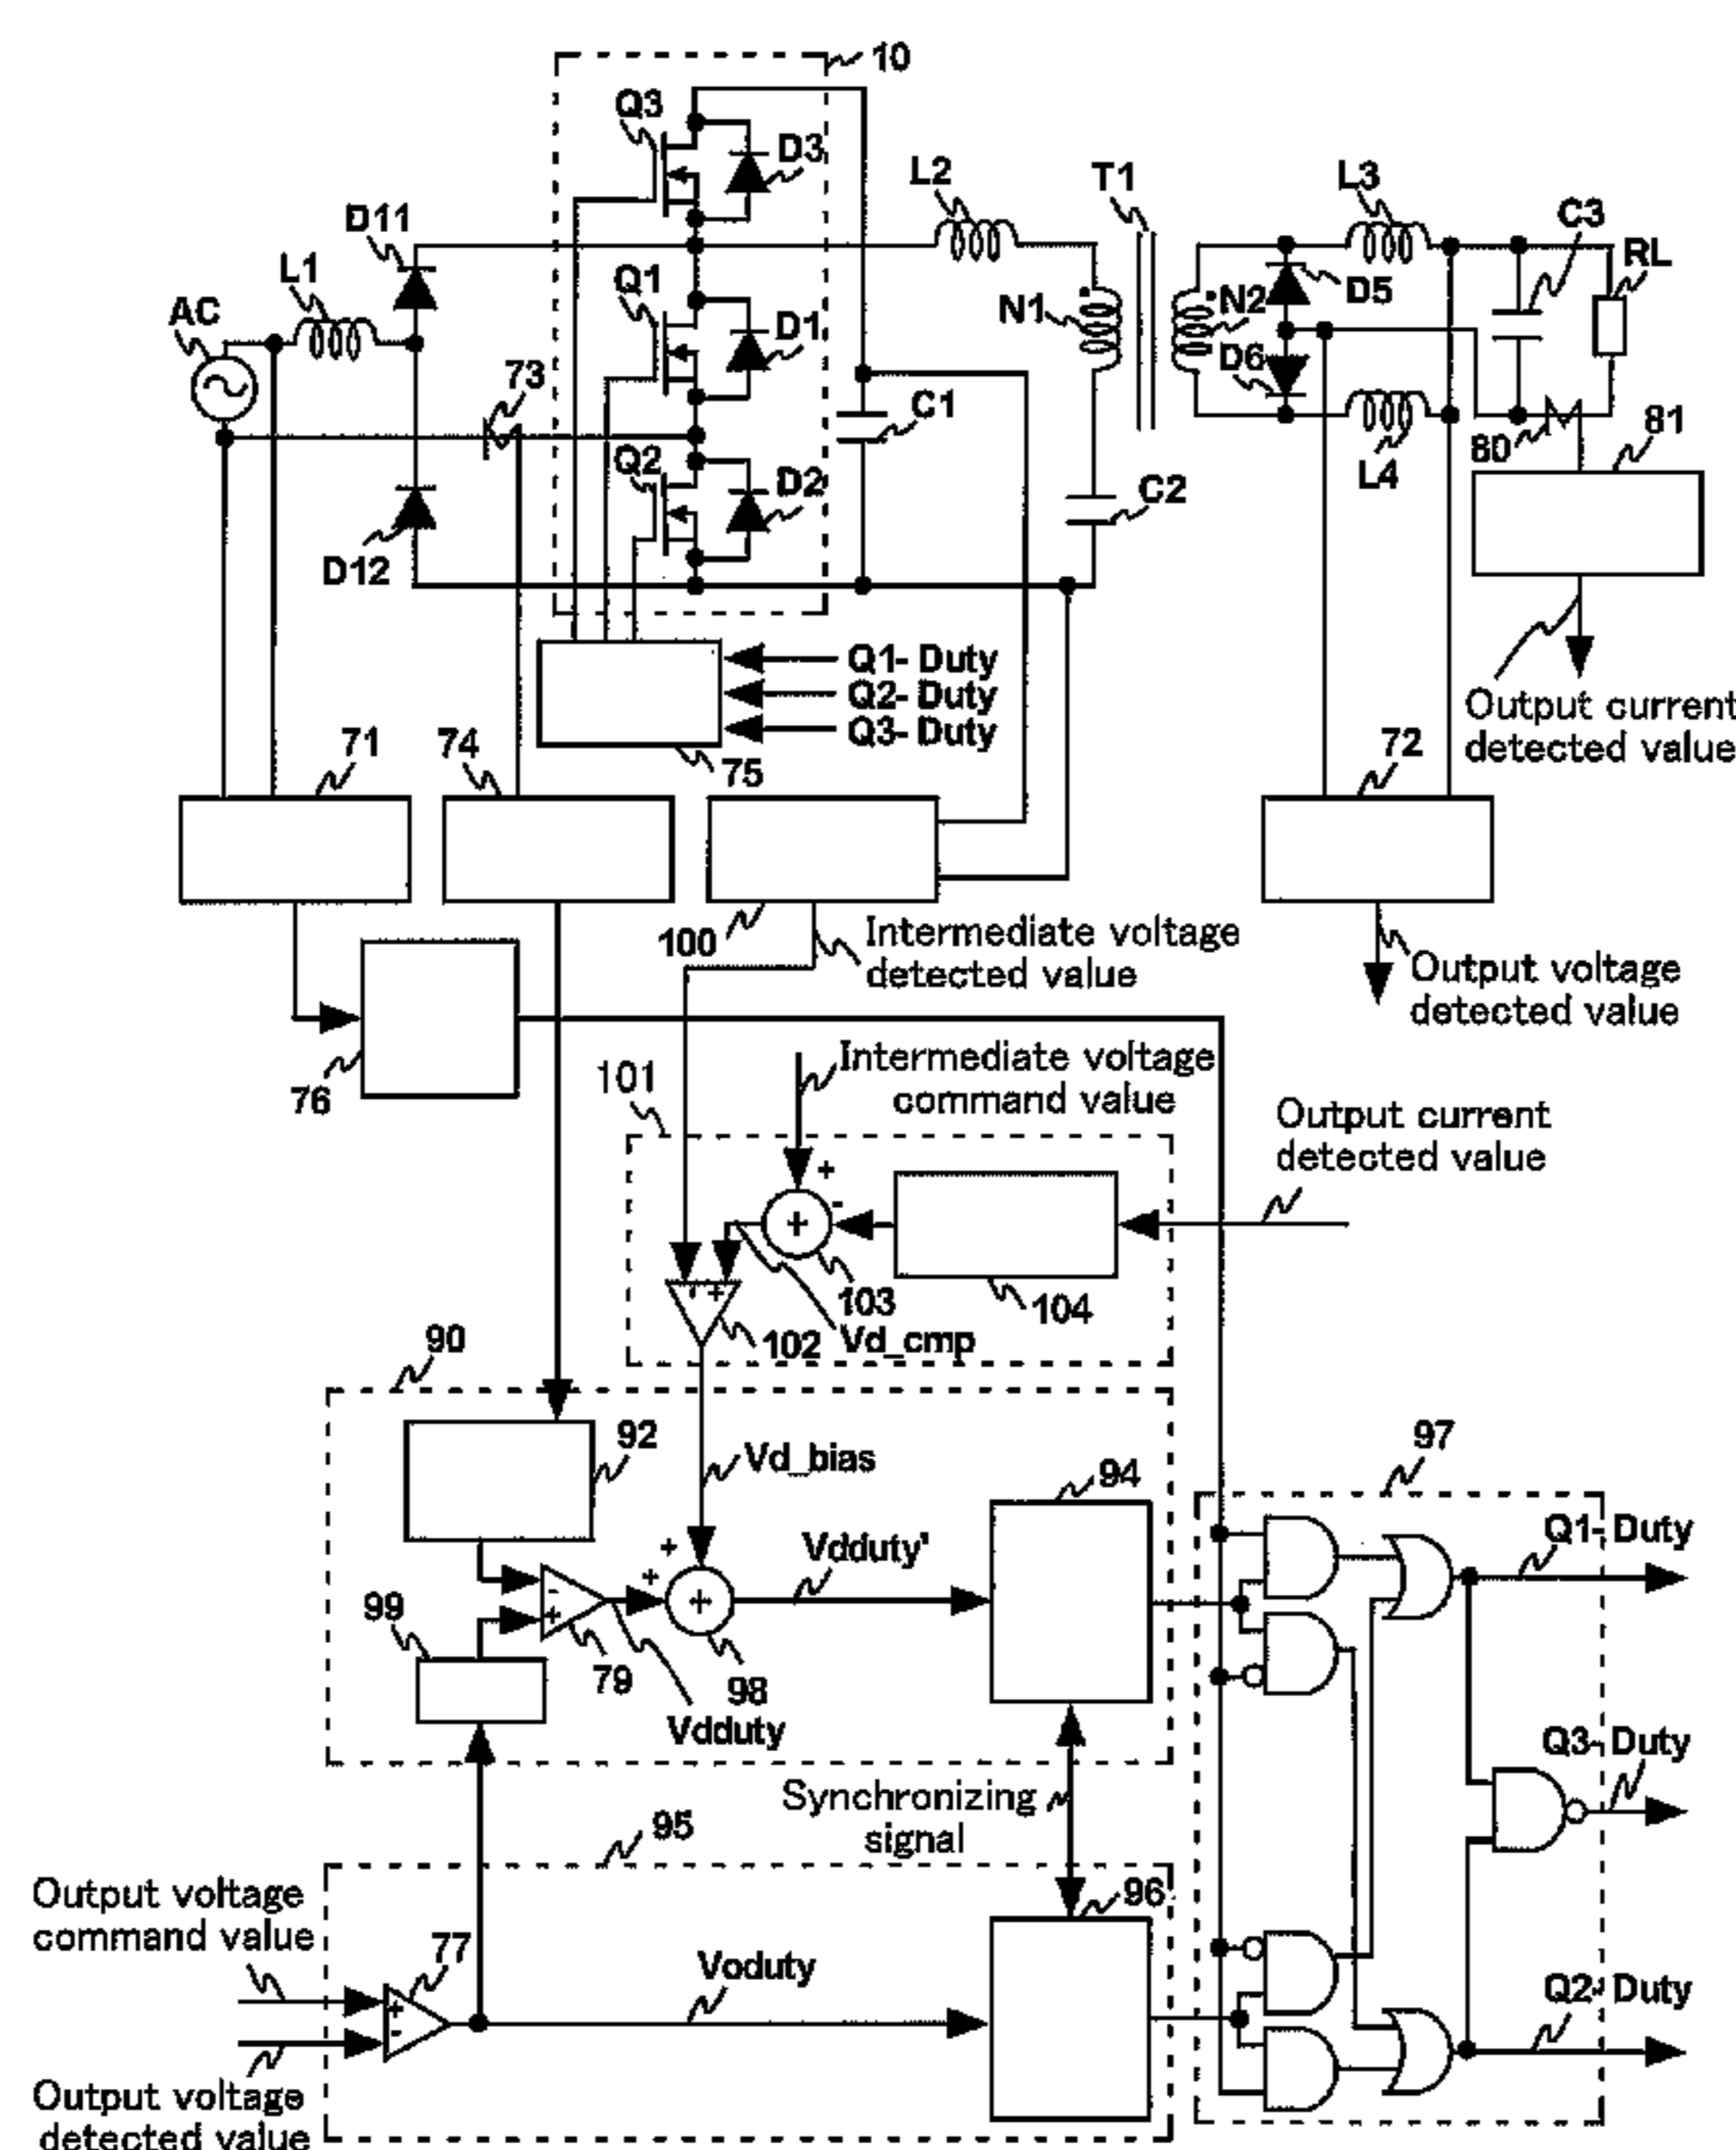 10
Q3
D3
L2
T1
L3
C3
D11
RL
L1
Q1
D5
AC
N1
N2
D1
73
D6
C1
81
Q2
80
D2
L4
C2
D12
Q1- Duty
Q2- Duty
Q3- Duty
Output current
detected value
71
74
75
72
100
Intermediate voltage
detected value
Output voltage
detected value
76
101
Intermediate voltage
command value
+
-
+
Output current
detected value
103
104
- +
102
Vd_cmp
90
92
Vd_bias
94
97
Q1- Duty
+
+
Vdduty'
-
+
+
99
79
98
Vdduty
Q3- Duty
Synchronizing
signal
95
Output voltage
command value
96
77
Voduty
Q2- Duty
+
-
Output voltage
detected value